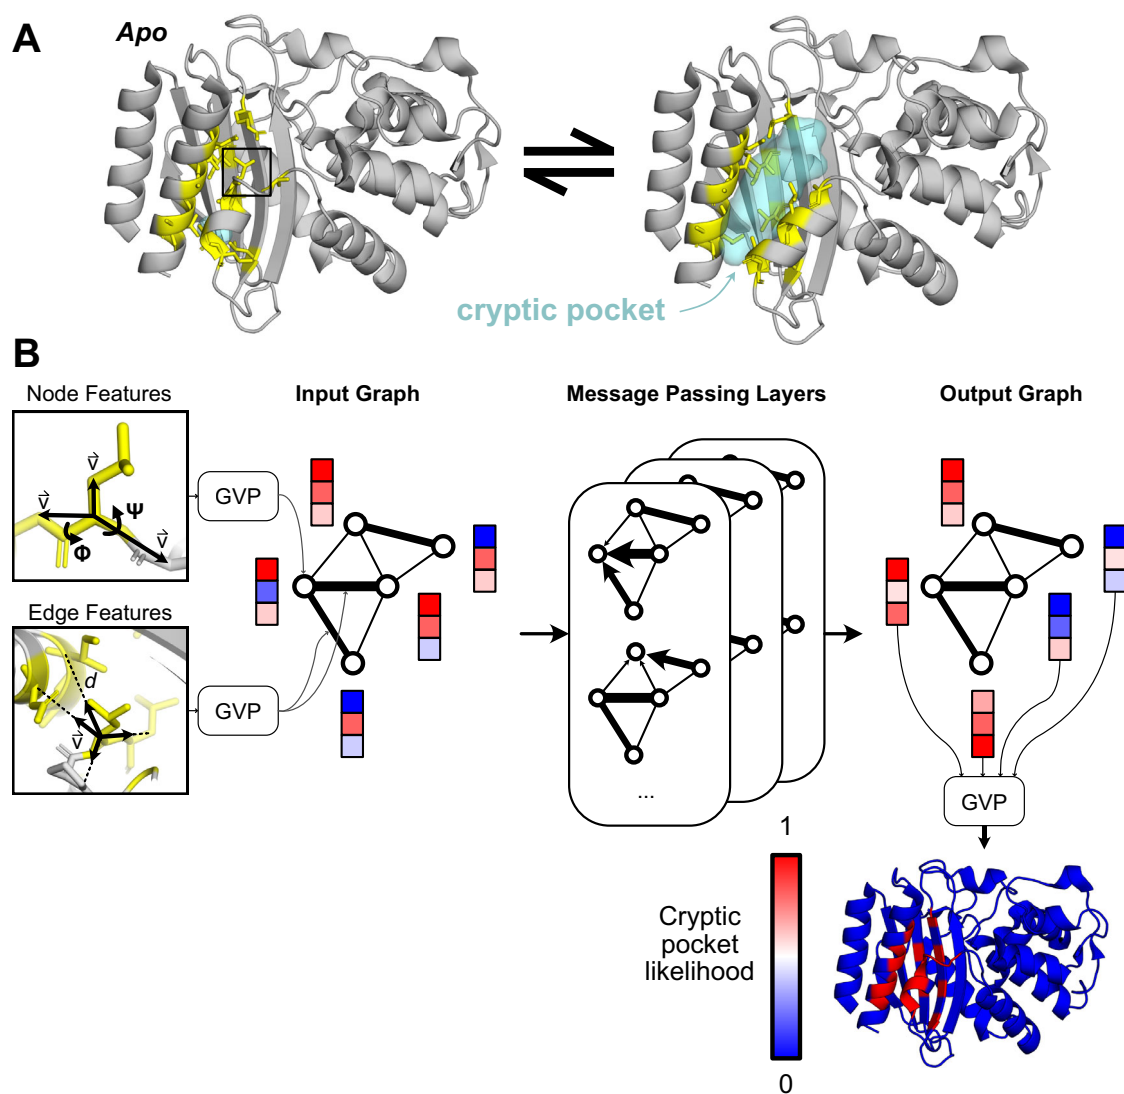 A
Apo
cryptic pocket
B
Node Features
Input Graph
Message Passing Layers
Output Graph
v⃗
v⃗
Ψ
v⃗
Φ
GVP
Edge Features
d
v⃗
GVP
...
GVP
1
Cryptic
pocket
likelihood
0